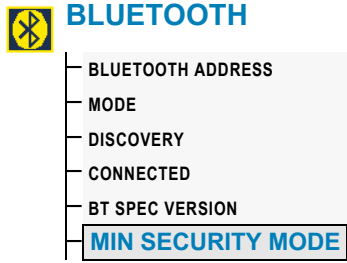 BLUETOOTH
BLUETOOTH ADDRESS
MODE
DISCOVERY
CONNECTED
BT SPEC VERSION
MIN SECURITY MODE